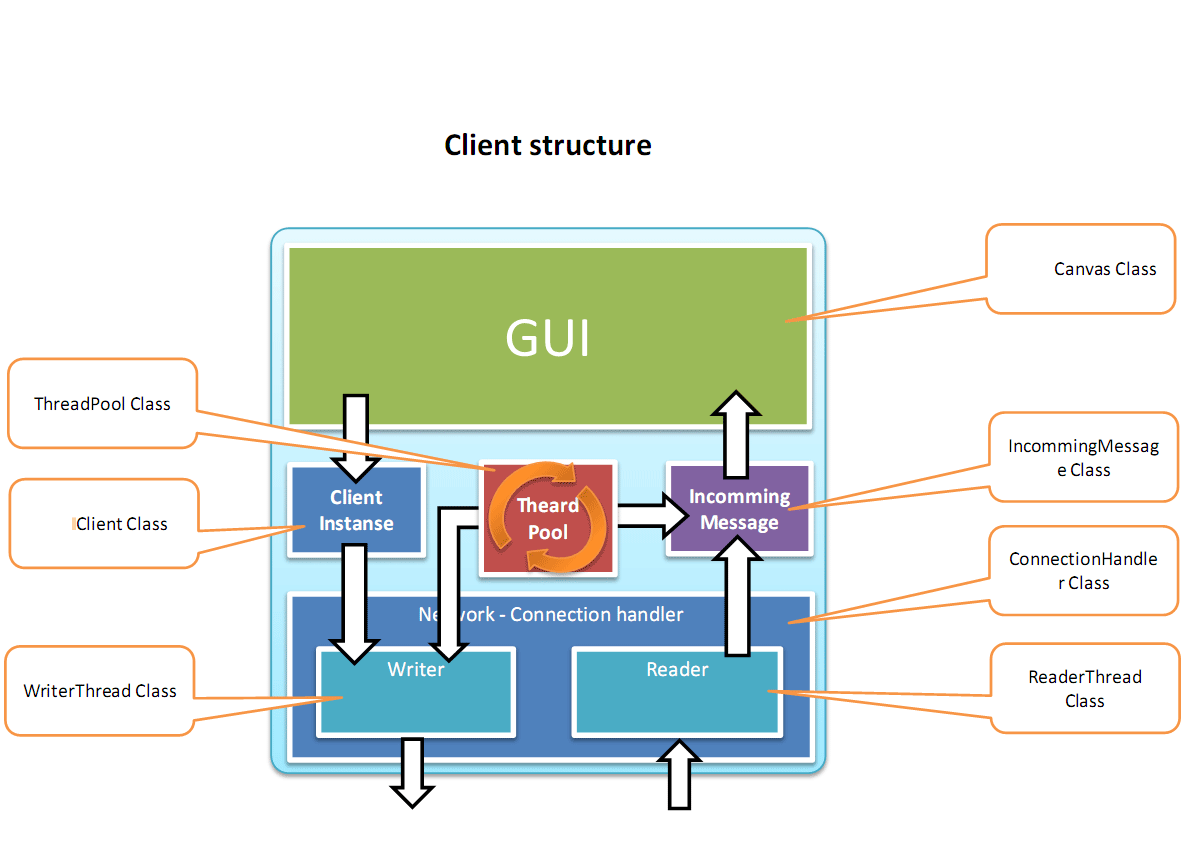 Client structure
Canvas Class
GUI
ThreadPool Class
IncommingMessag
e Class
Client
Instanse
Theard
Pool
Incomming
Message
Client Class
ConnectionHandle
r Class
Network - Connection handler
Writer
Reader
WriterThread Class
ReaderThread
Class